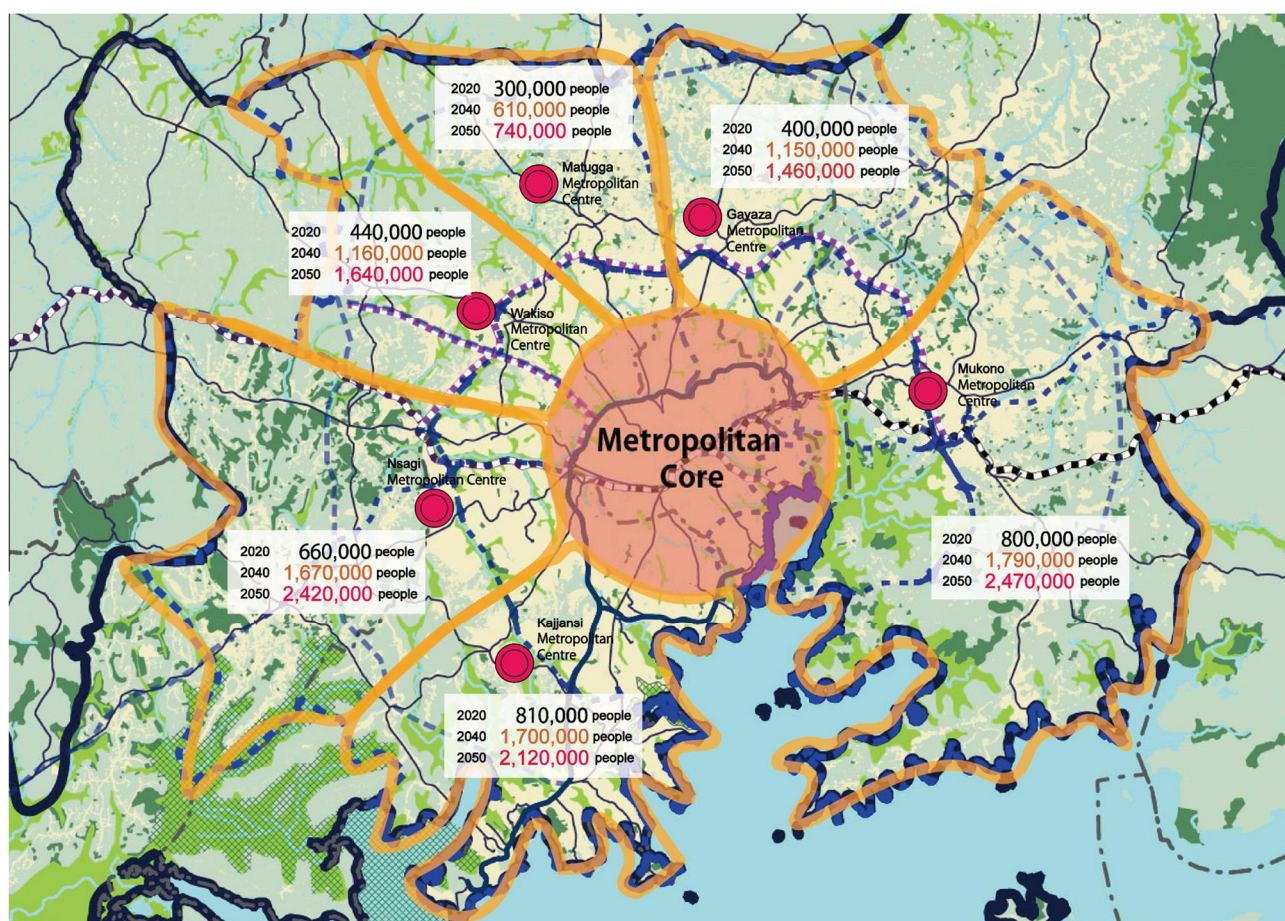 2020 300,000 people
2040 610,000 people
2050 740,000 people
Matugga
Metropolitan
Centre
2020 400,000 people
2040 1,150,000 people
2050 1,460,000 people
Gayaza
Metropolitan
Centre
2020 440,000 people
2040 1,160,000 people
2050 1,640,000 people
Wakiso
Metropolitan
Centre
Mukono
Metropolitan
Centre
Metropolitan
Core
Nsagi
Metropolitan Centre
2020 660,000 people
2040 1,670,000 people
2050 2,420,000 people
2020 800,000 people
2040 1,790,000 people
2050 2,470,000 people
Kajjansi
Metropolitan
Centre
2020 810,000 people
2040 1,700,000 people
2050 2,120,000 people